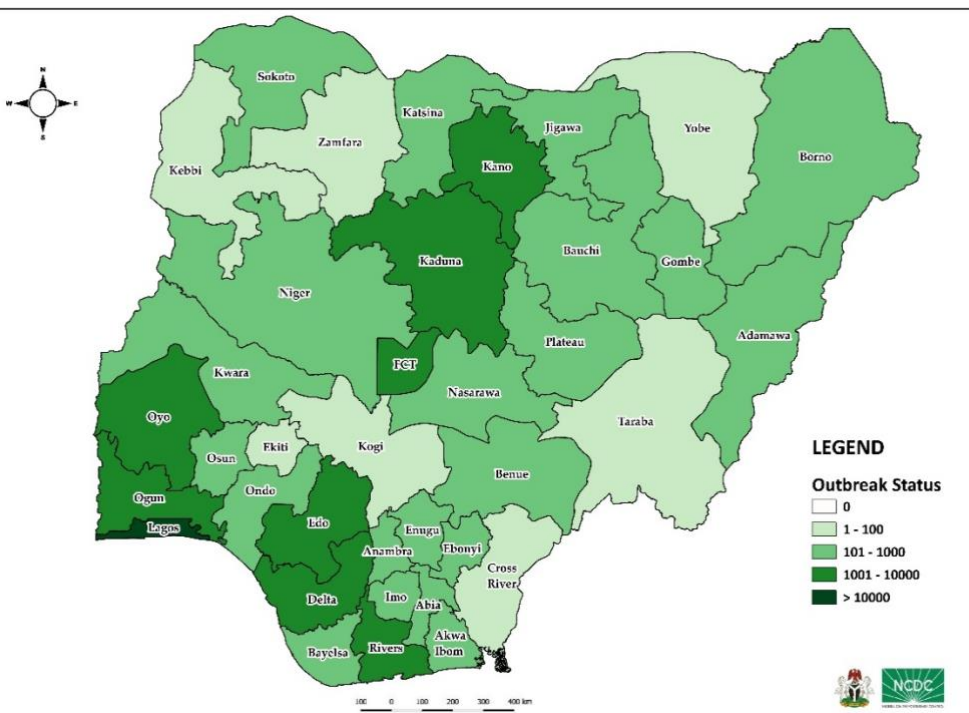 N
W E
S
Sokoto
Katsina
Jigawa
Yobe
Borno
Zamfara
Kano
Kebbi
Kaduna
Bauchi
Gombe
Niger
Adamawa
Plateau
FCT
Nasarawa
Kwara
Taraba
Oyo
Ekiti
Kogi
Osun
Benue
Ondo
Ogun
Lagos
Edo
Enugu
Anambra
Ebonyi
Cross
River
Delta
Imo
Abia
Akwa
Ibom
Rivers
Bayelsa
LEGEND
Outbreak Status
0
1 - 100
101 - 1000
1001 - 10000
> 10000
100 0 100 200 300 400 km
NCDC